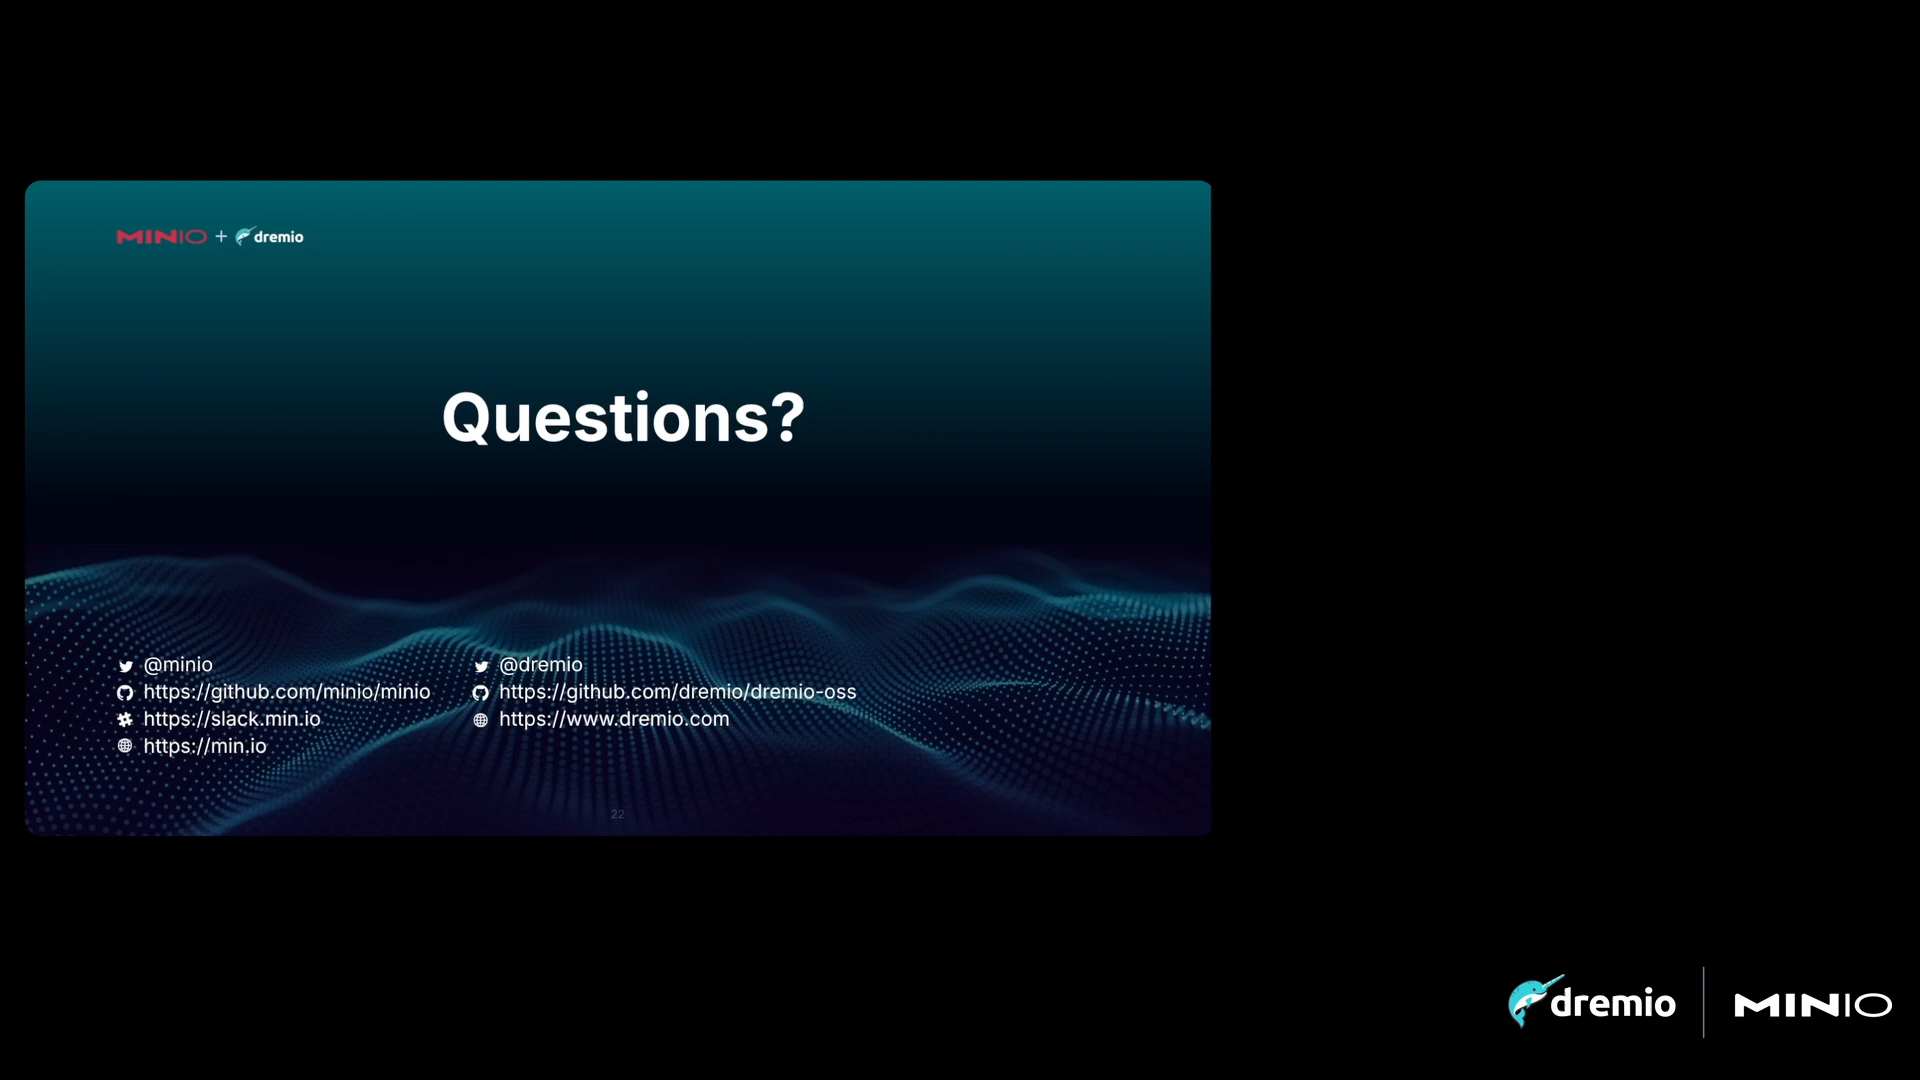 MINIO + dremio
Questions?
@minio
https://github.com/minio/minio
https://slack.min.io
https://min.io
@dremio
https://github.com/dremio/dremio-oss
https://www.dremio.com
22
dremio | MINIO